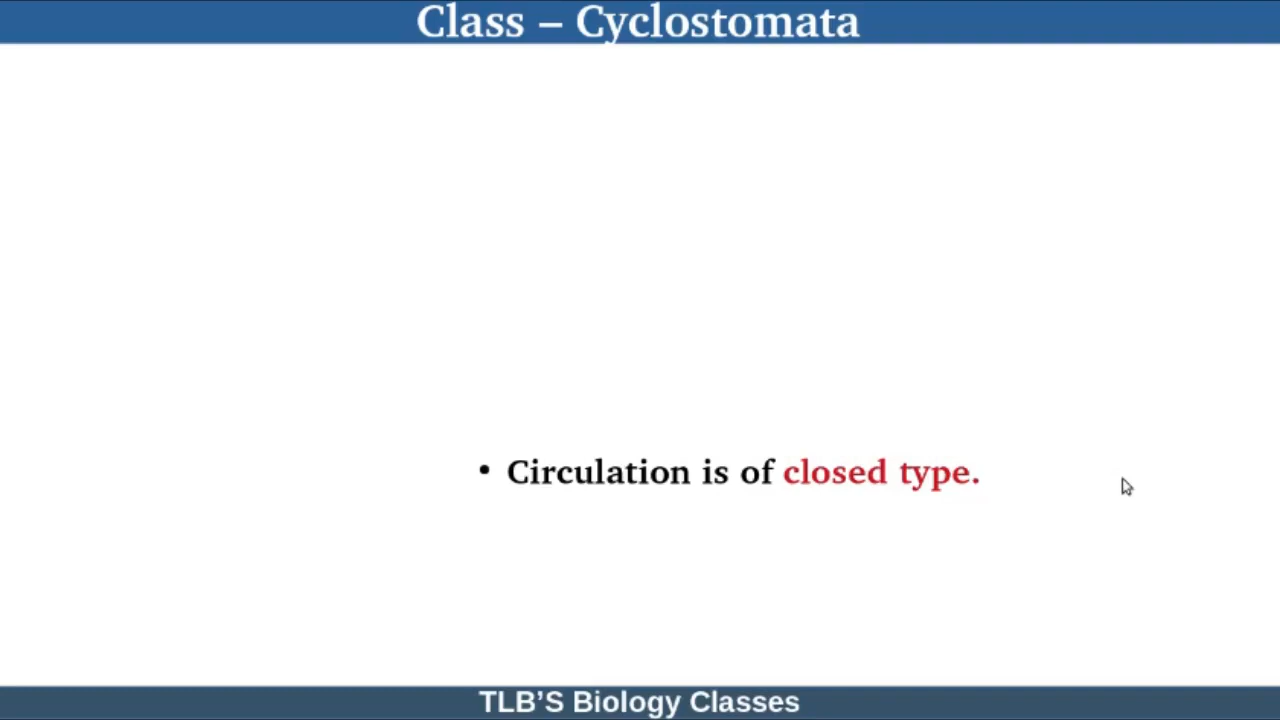 Class – Cyclostomata
• Circulation is of closed type.
TLB’S Biology Classes